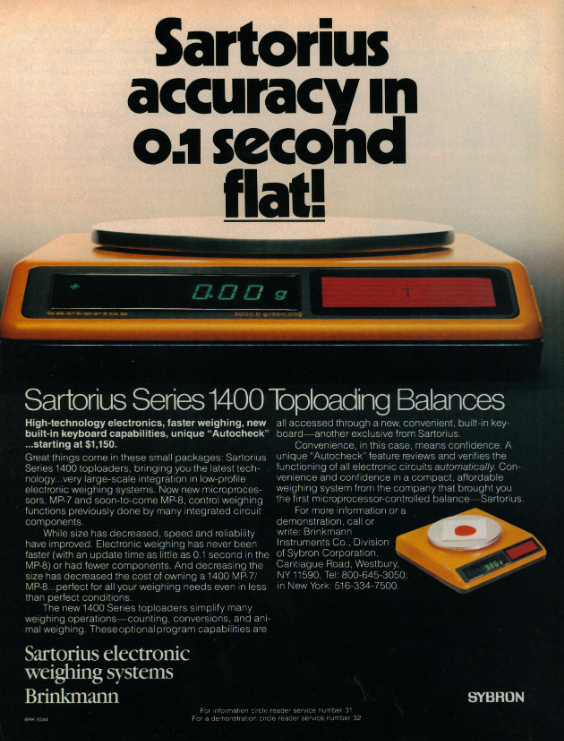 Sartorius
accuracy in
0.1 second
flat!
+ 0.00 g T
sartorius 3000.0 g/300.00g
Sartorius Series 1400 Toploading Balances
High-technology electronics, faster weighing, new
built-in keyboard capabilities, unique "Autocheck"
...starting at $1,150.
Great things come in these small packages: Sartorius
Series 1400 toploaders, bringing you the latest tech-
nology...very large-scale integration in low-profile
electronic weighing systems. Now new microproces-
sors, MP-7 and soon-to-come MP-8, control weighing
functions previously done by many integrated circuit
components.
While size has decreased, speed and reliability
have improved. Electronic weighing has never been
faster (with an update time as little as 0.1 second in the
MP-8) or had fewer components. And decreasing the
size has decreased the cost of owning a 1400 MP-7/
MP-8...perfect for all your weighing needs even in less
than perfect conditions.
The new 1400 Series toploaders simplify many
weighing operations—counting, conversions, and ani-
mal weighing. These optional program capabilities are
all accessed through a new, convenient, built-in key-
board—another exclusive from Sartorius.
Convenience, in this case, means confidence. A
unique "Autocheck" feature reviews and verifies the
functioning of all electronic circuits automatically. Con-
venience and confidence in a compact, affordable
weighing system from the company that brought you
the first microprocessor-controlled balance—Sartorius.
For more information or a
demonstration, call or
write: Brinkmann
Instruments Co., Division
of Sybron Corporation,
Cantiague Road, Westbury,
NY 11590. Tel: 800-645-3050;
in New York: 516-334-7500.
Sartorius electronic
weighing systems
Brinkmann
SYBRON
For information circle reader service number 31
For a demonstration circle reader service number 32